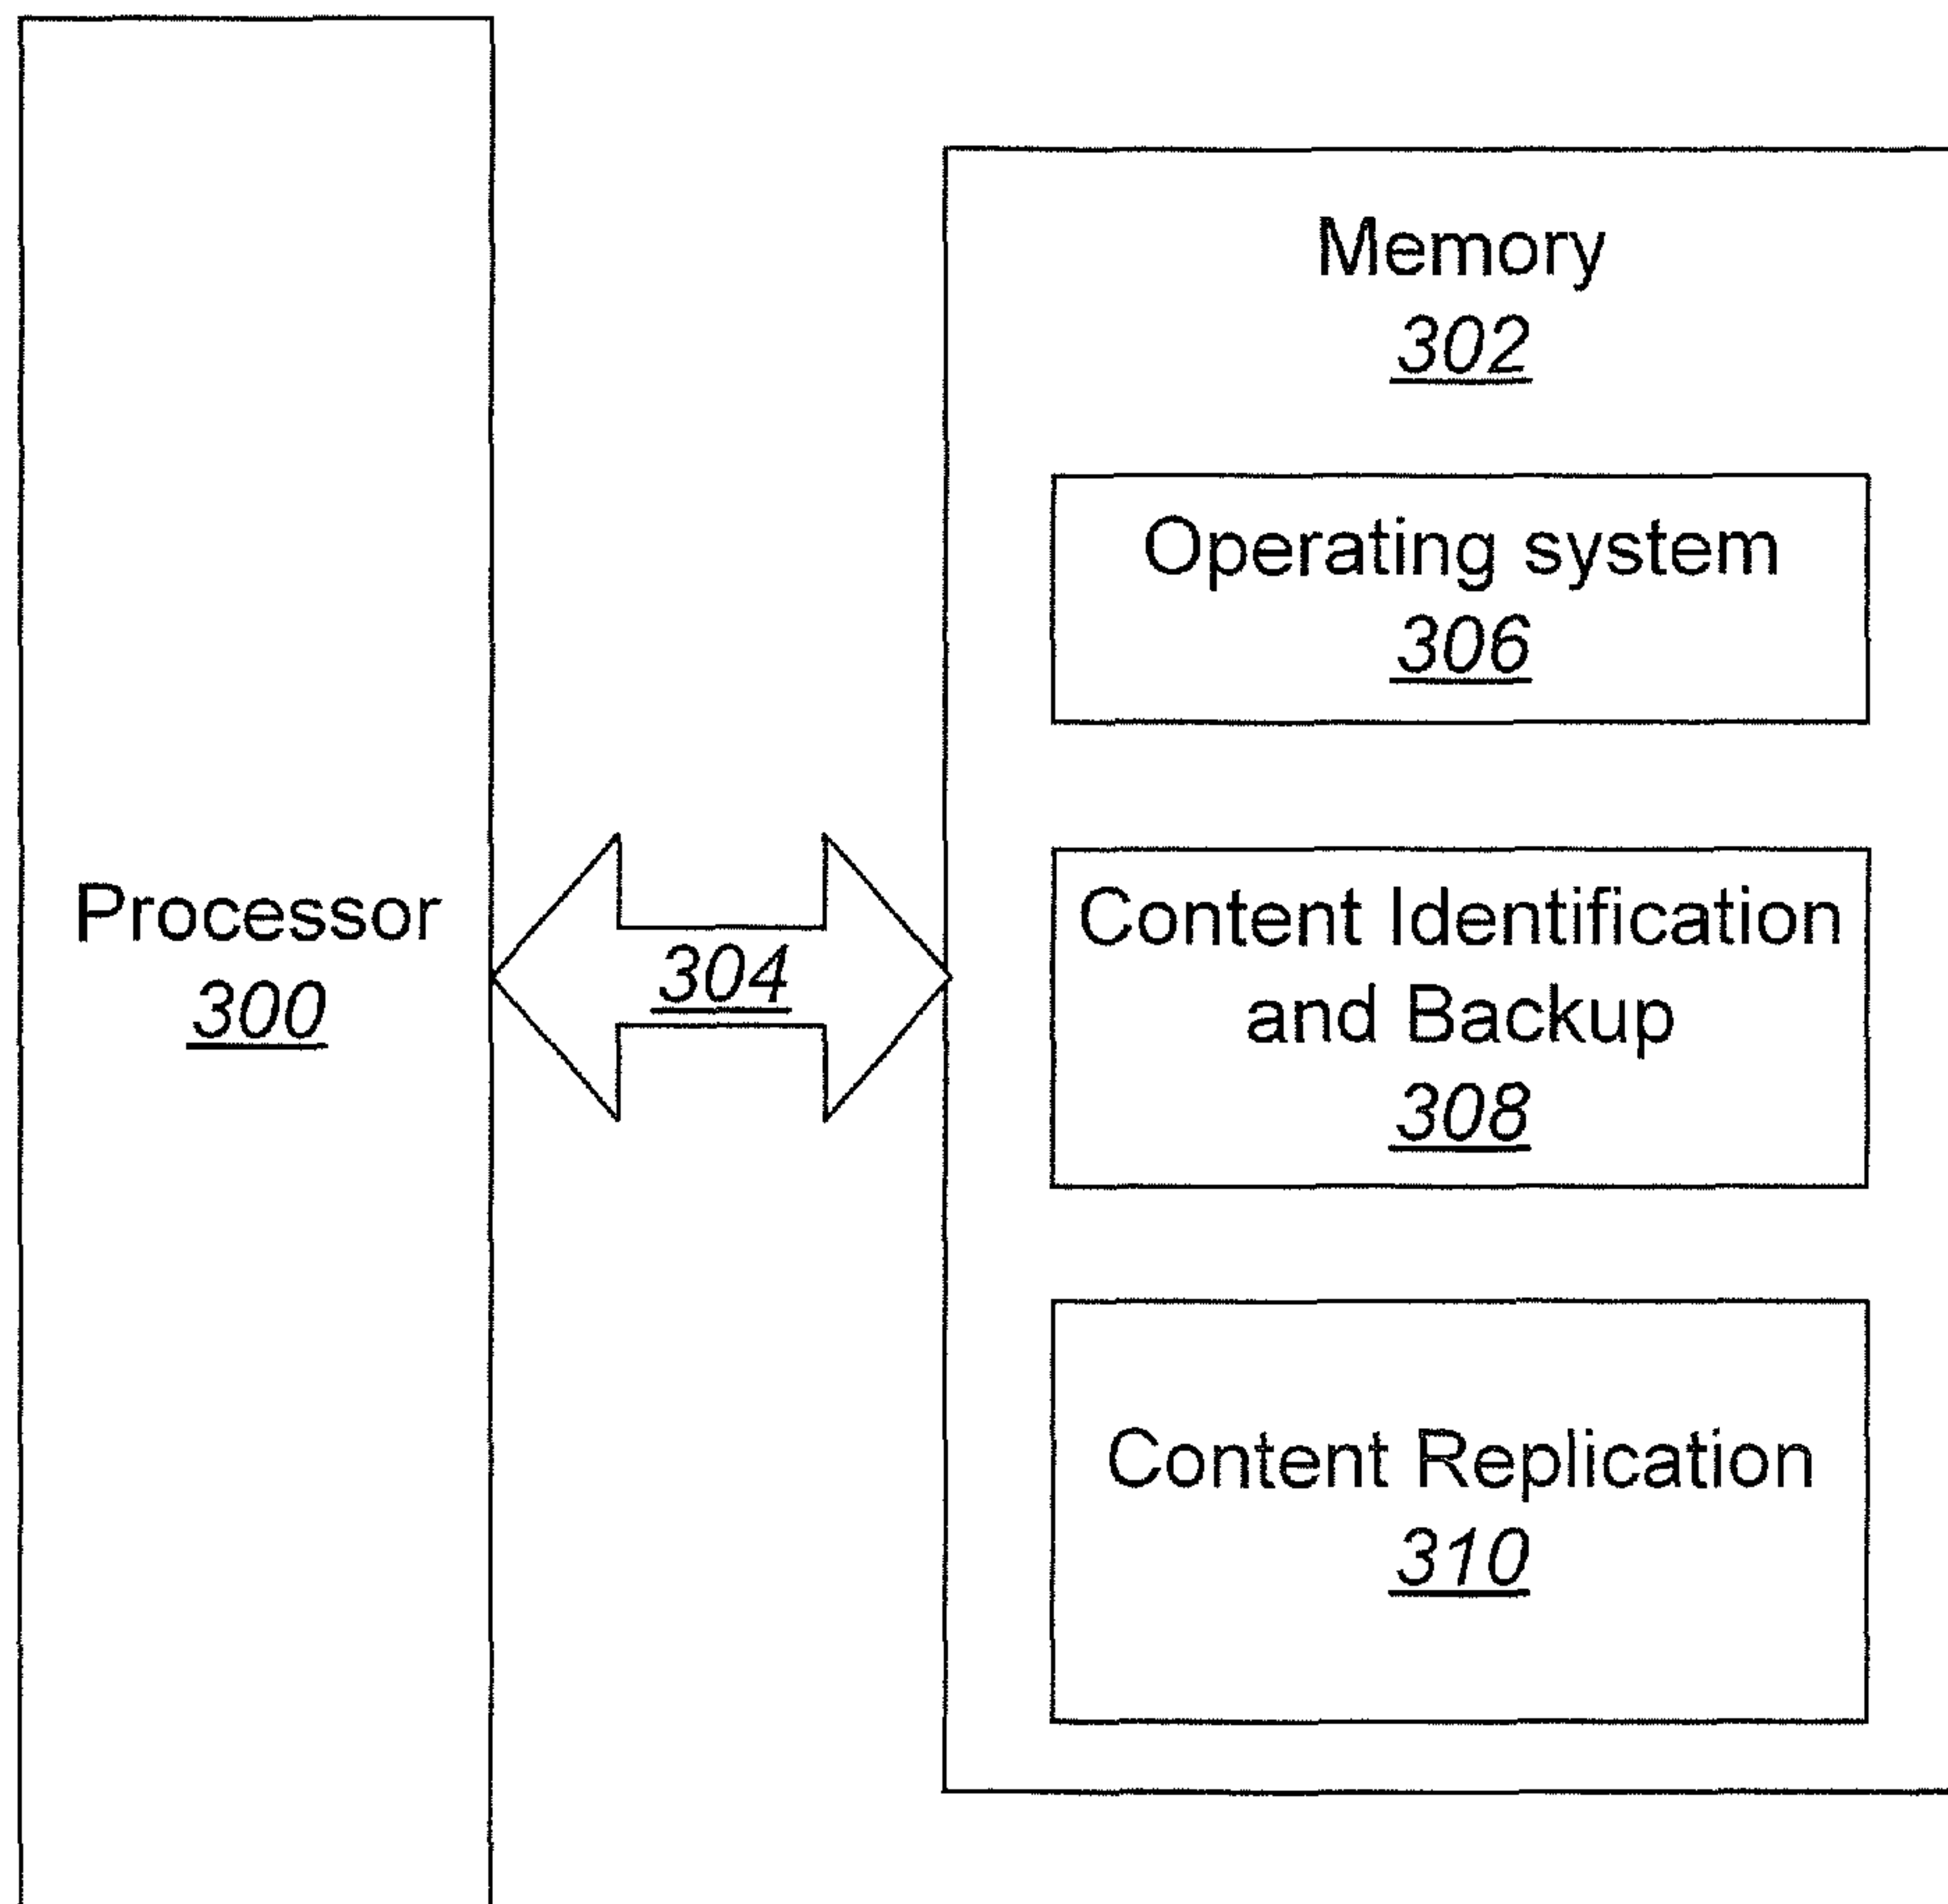 Processor
300
304
Memory
302
Operating system
306
Content Identification
and Backup
308
Content Replication
310